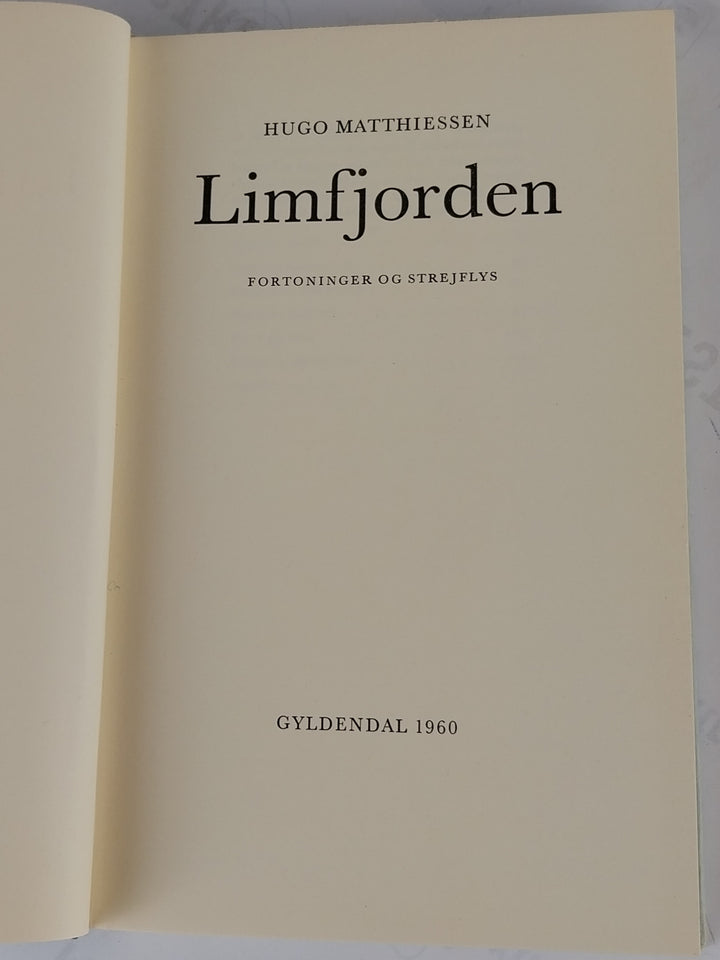 HUGO MATTHIESSEN
Limfjorden
FORTONINGER OG STREJFLYS
GYLDENDAL 1960